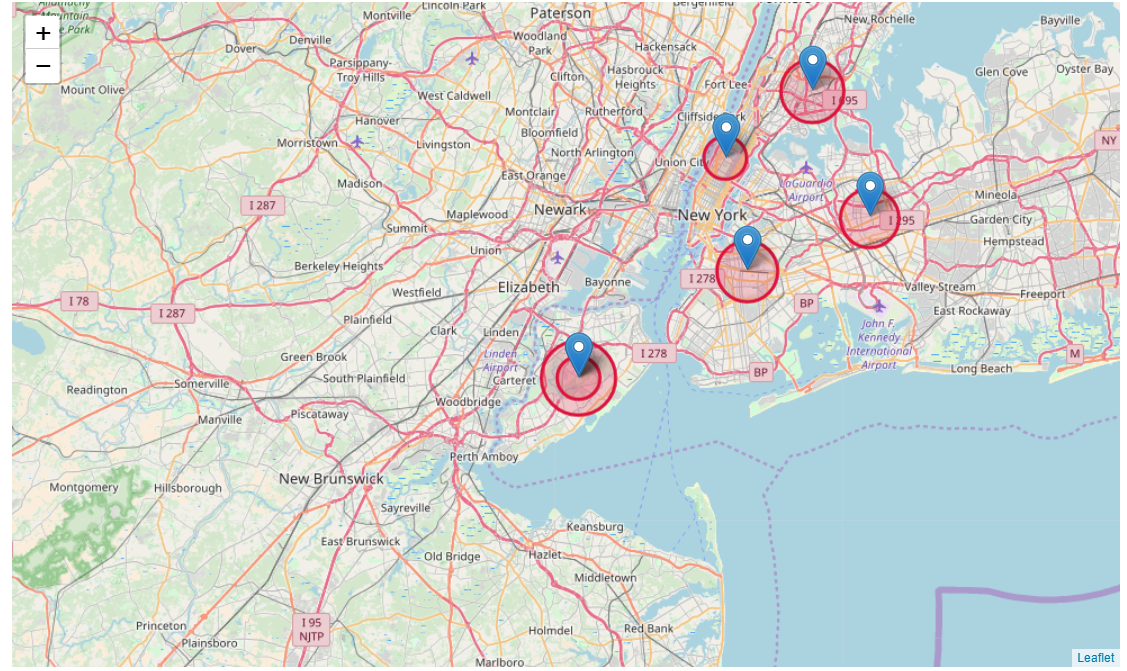 Allamuchy
Mountain
Park
+
−
Lincoln Park
Montville
Paterson
Bergenfield
New Rochelle
Bayville
Denville
Dover
Woodland
Park
Hackensack
Parsippany-
Troy Hills
Clifton
Hasbrouck
Heights
Fort Lee
Glen Cove
Oyster Bay
Mount Olive
West Caldwell
Montclair
Rutherford
Cliffside Park
I 695
Hanover
Bloomfield
NY
Morristown
Livingston
North Arlington
Union City
East Orange
Madison
LaGuardia
Airport
Mineola
I 287
Maplewood
Newark
New York
I 295
Garden City
Summit
Hempstead
Union
Berkeley Heights
Elizabeth
Bayonne
I 278
Valley Stream
Freeport
Westfield
I 78
I 287
BP
East Rockaway
Plainfield
Clark
Linden
John F.
Kennedy
International
Airport
Green Brook
Linden
Airport
I 278
M
Long Beach
BP
South Plainfield
Carteret
Readington
Somerville
Woodbridge
Manville
Piscataway
Perth Amboy
New Brunswick
Montgomery
Hillsborough
Sayreville
Keansburg
East Brunswick
Old Bridge
Hazlet
Middletown
I 95
NJTP
Princeton
Plainsboro
Holmdel
Red Bank
Marlboro
Leaflet